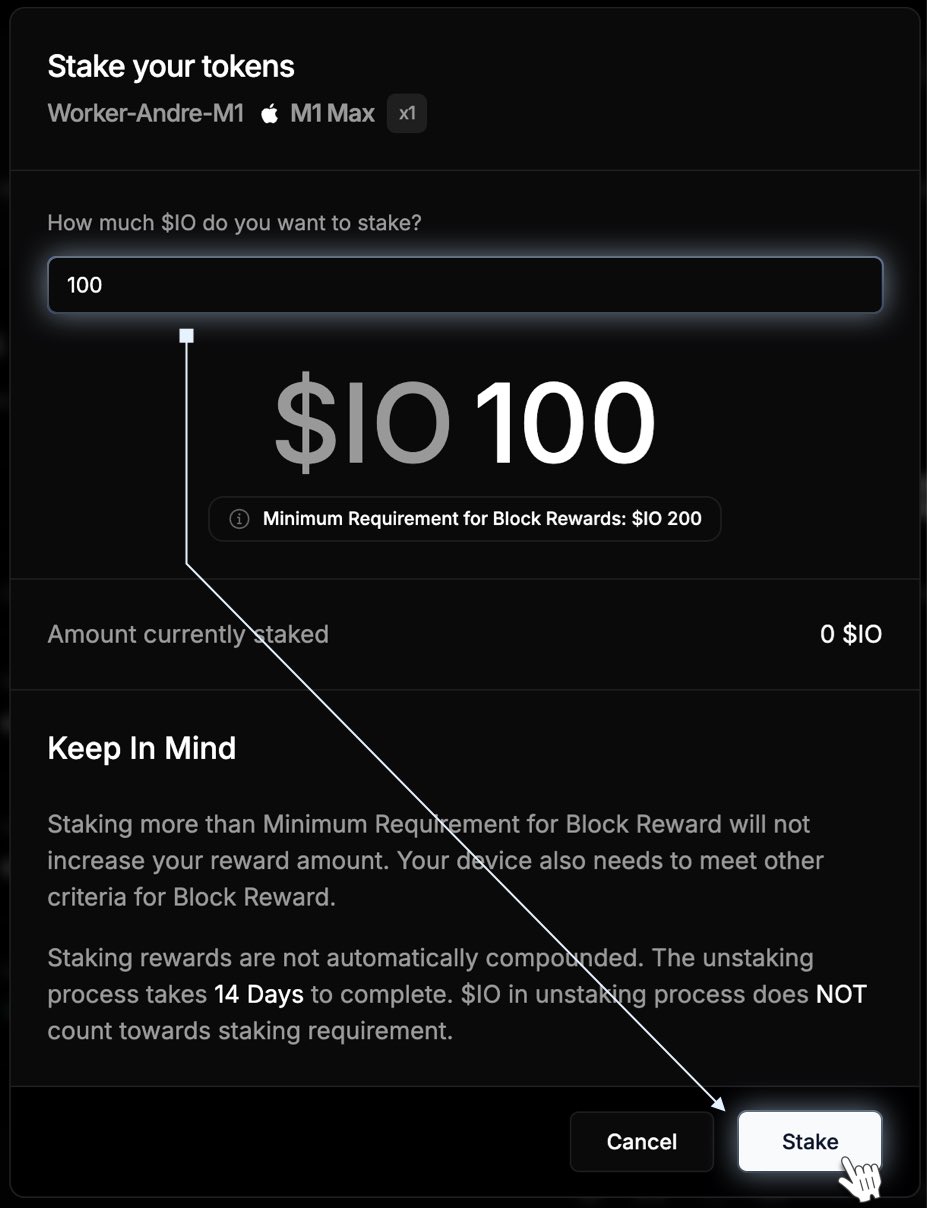 Stake your tokens
Worker-Andre-M1 M1 Max x1
How much $IO do you want to stake?
100
$IO 100
Minimum Requirement for Block Rewards: $IO 200
Amount currently staked 0 $IO
Keep In Mind
Staking more than Minimum Requirement for Block Reward will not
increase your reward amount. Your device also needs to meet other
criteria for Block Reward.
Staking rewards are not automatically compounded. The unstaking
process takes 14 Days to complete. $IO in unstaking process does NOT
count towards staking requirement.
Cancel Stake